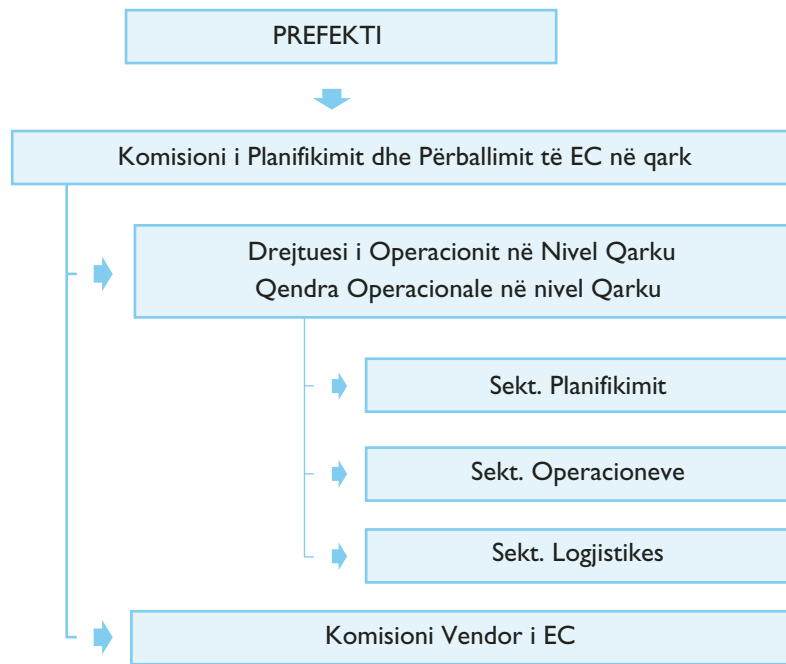 PREFEKTI
Komisioni i Planifikimit dhe Përballimit të EC në qark
Drejtuesi i Operacionit në Nivel Qarku
Qendra Operacionale në nivel Qarku
Sekt. Planifikimit
Sekt. Operacioneve
Sekt. Logjistikes
Komisioni Vendor i EC